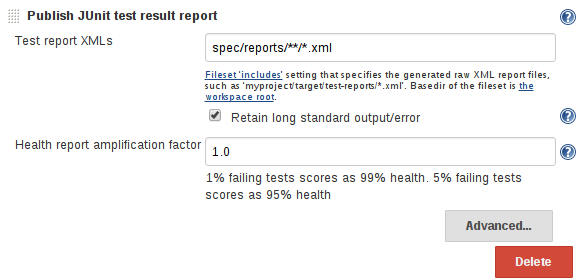 Publish JUnit test result report
Test report XMLs
spec/reports/**/*.xml
Fileset 'includes' setting that specifies the generated raw XML report files,
such as 'myproject/target/test-reports/*.xml'. Basedir of the fileset is the
workspace root.
Retain long standard output/error
Health report amplification factor
1.0
1% failing tests scores as 99% health. 5% failing tests
scores as 95% health
Advanced...
Delete